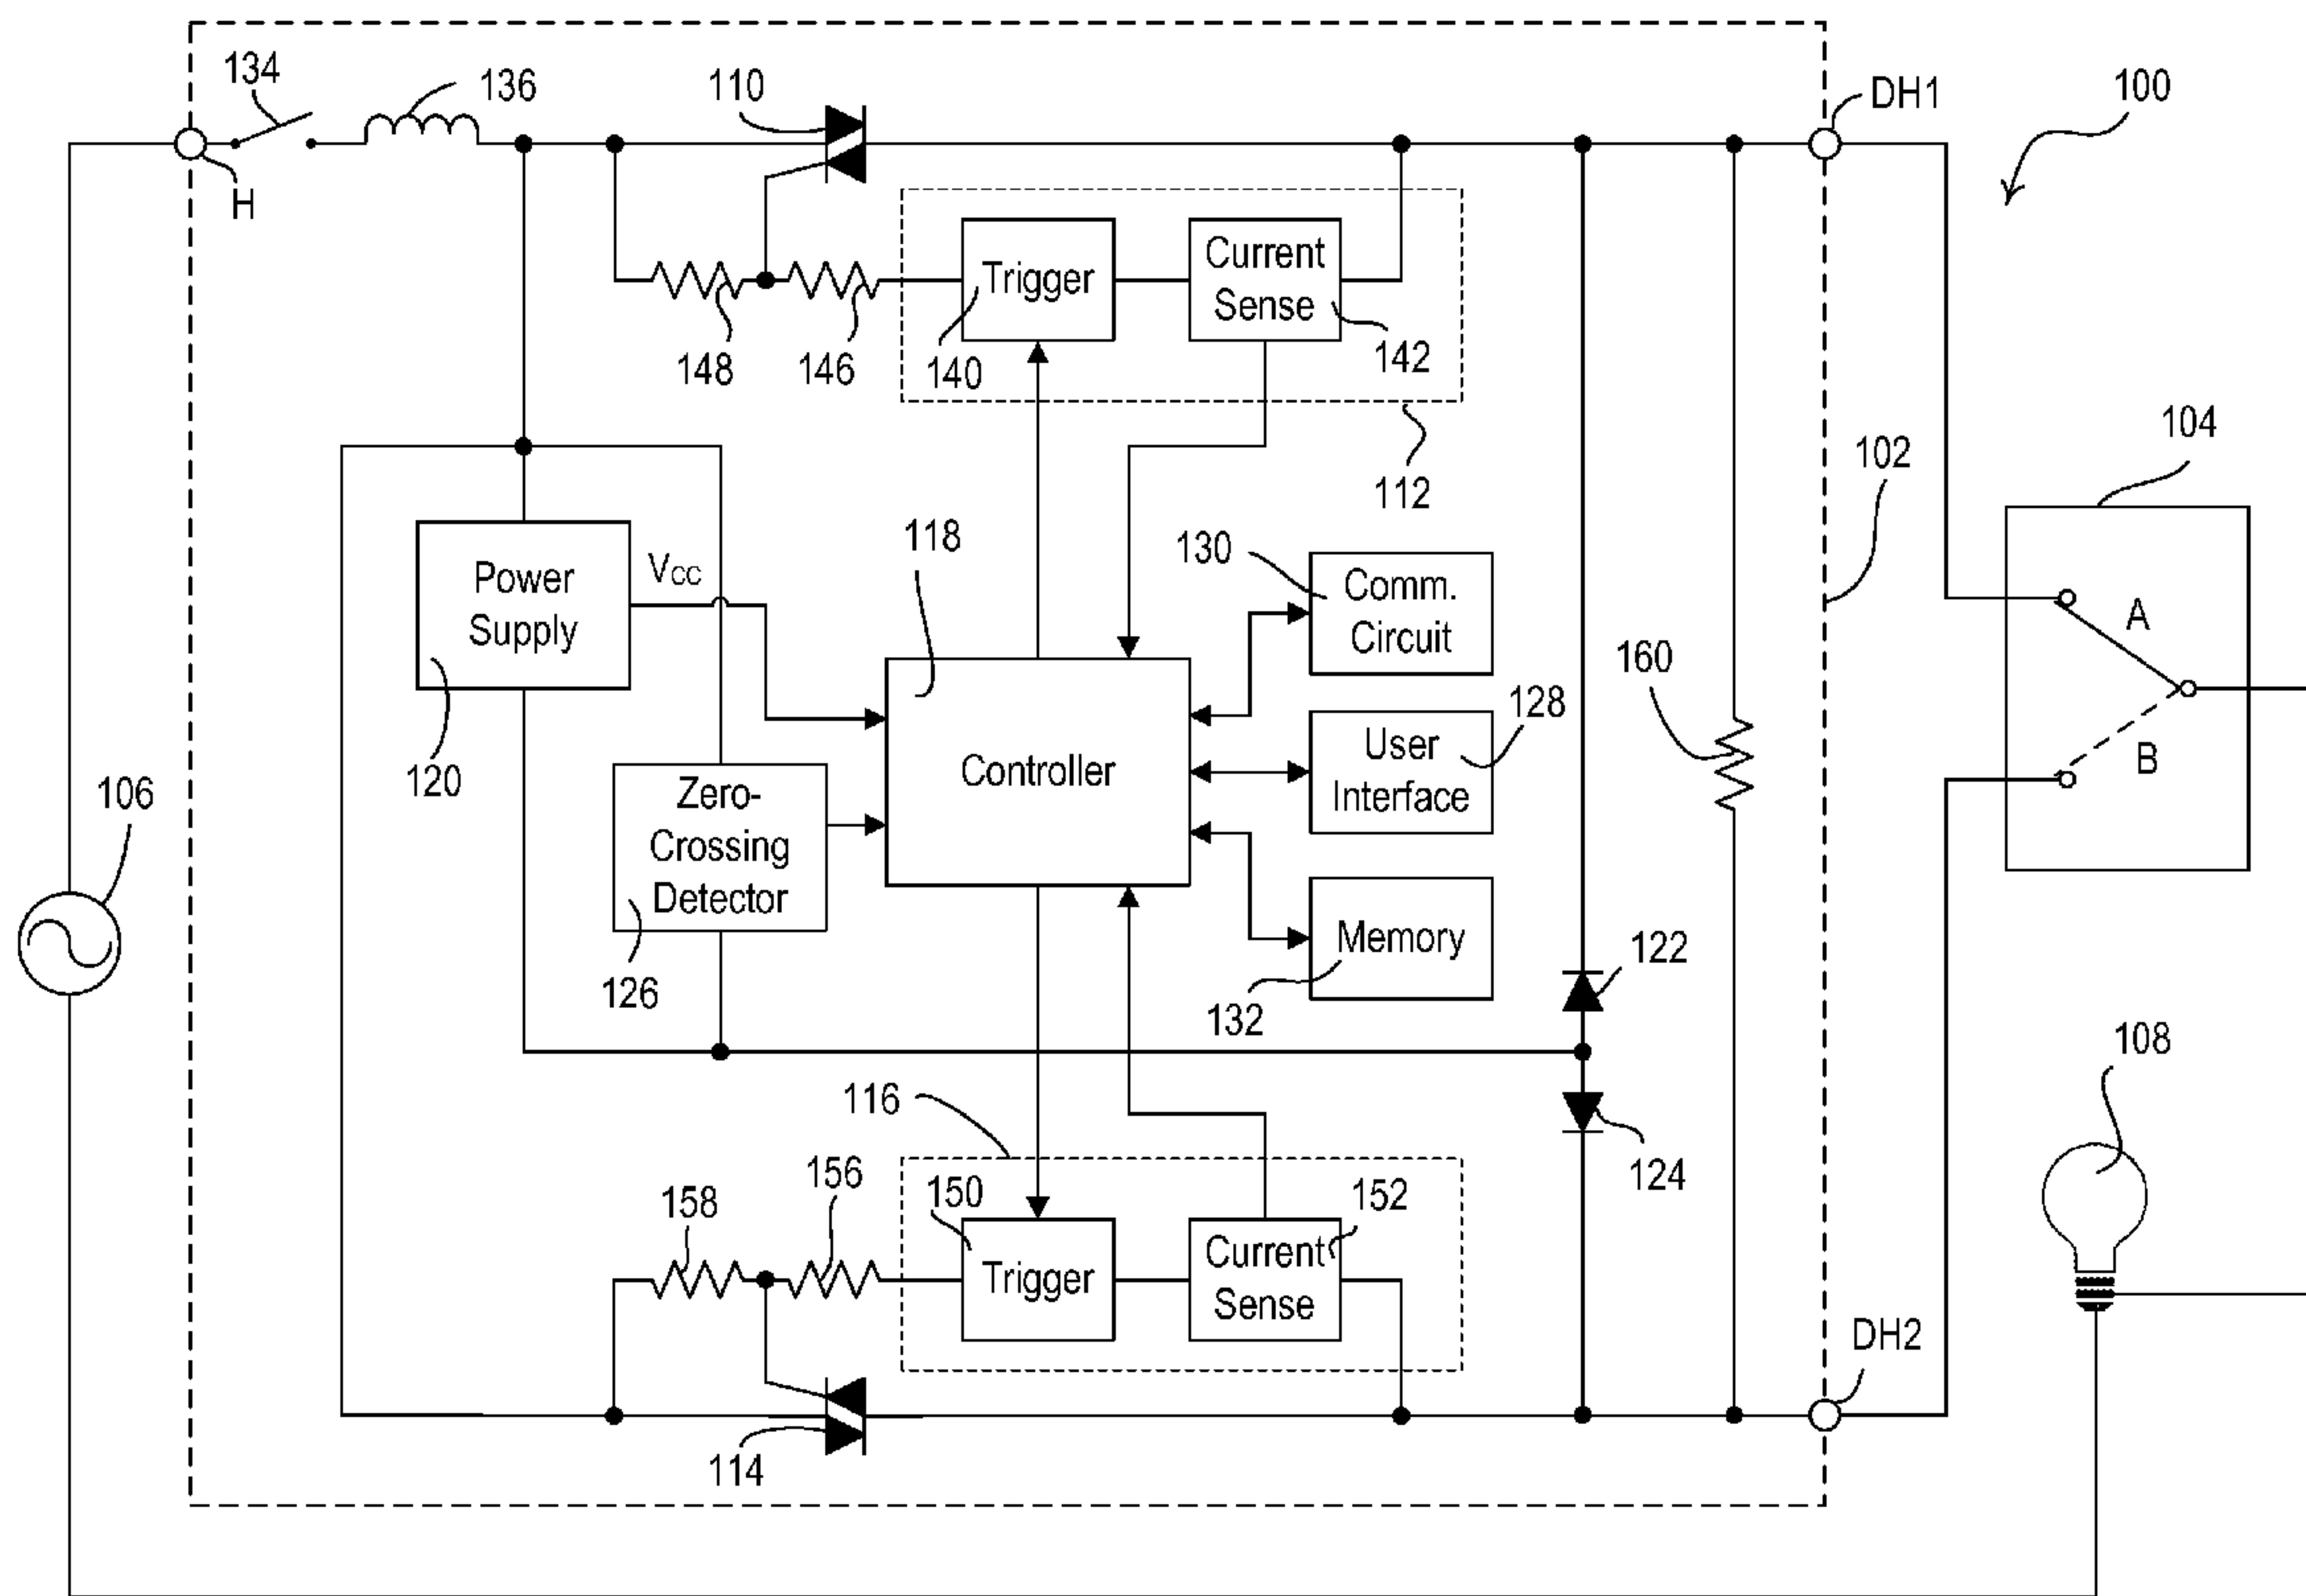 134
136
110
DH1
100
H
Trigger
Current
Sense
148
146
140
142
104
102
112
118
130
Power
Supply
VCC
Comm.
Circuit
A
160
128
120
Controller
User
Interface
B
106
Zero-
Crossing
Detector
126
Memory
132
122
108
116
124
158
156
150
152
Trigger
Current
Sense
DH2
114